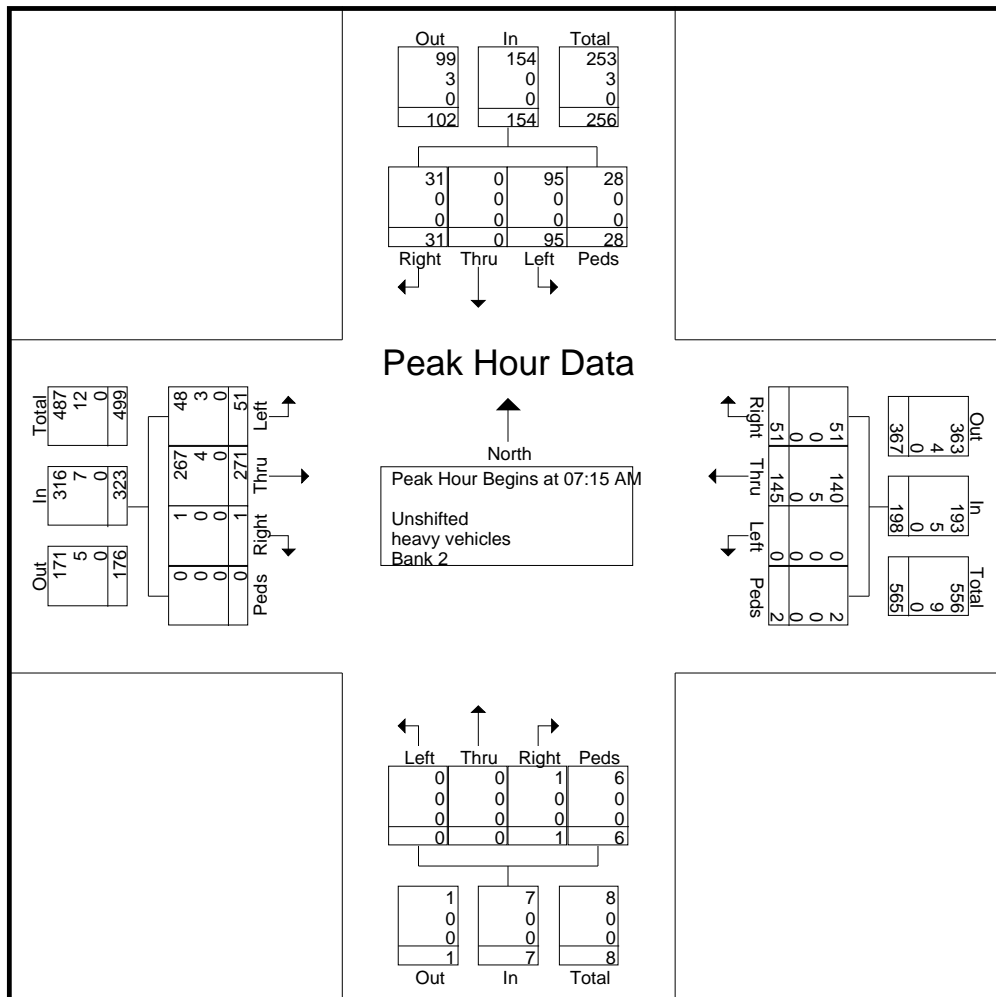 Out In Total
99 154 253
3 0 3
0 0 0
102 154 256
31 0 95 28
0 0 0 0
0 0 0 0
31 0 95 28
Right Thru Left Peds
Peak Hour Data
North
Peak Hour Begins at 07:15 AM
Unshifted
heavy vehicles
Bank 2
Total
487
12
0
499
In
316
7
0
323
Out
171
5
0
176
48
3
0
51
Left
267
4
0
271
Thru
1
0
0
1
Right
0
0
0
0
Peds
Right
51
0
0
51
Thru
145
0
5
140
Left
0
0
0
0
Peds
2
0
0
2
Out
363
4
0
367
In
193
5
0
198
Total
556
9
0
565
Left Thru Right Peds
0 0 1 6
0 0 0 0
0 0 0 0
0 0 1 6
1 7 8
0 0 0
0 0 0
1 7 8
Out In Total